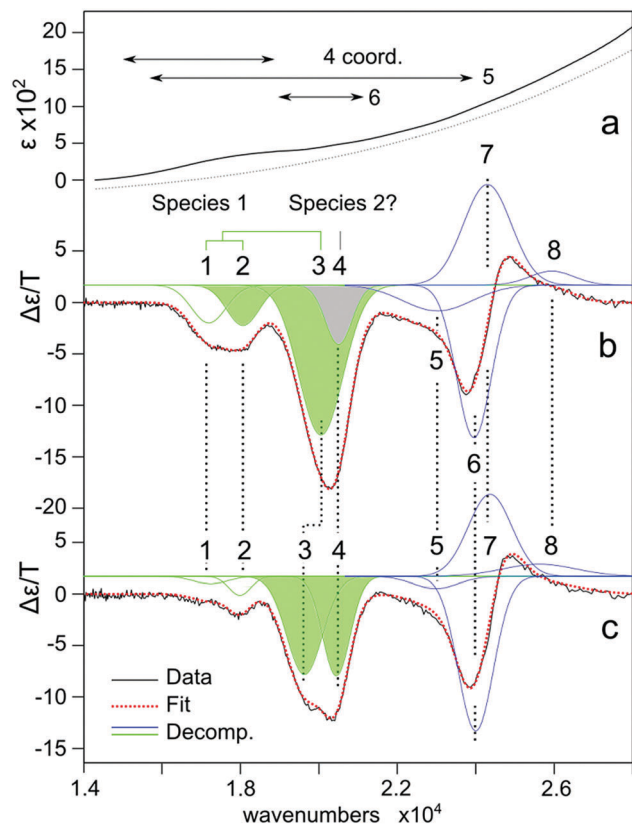 20
15
10
5
0
ε x10²
4 coord.
5
6
a
Species 1
Species 2?
7
8
1
2
3
4
5
0
-5
-10
-15
-20
Δε/T
b
5
6
1
2
3
4
5
7
8
5
0
-5
-10
-15
Δε/T
c
Data
Fit
Decomp.
1.4
1.8
2.2
2.6
wavenumbers x10⁴